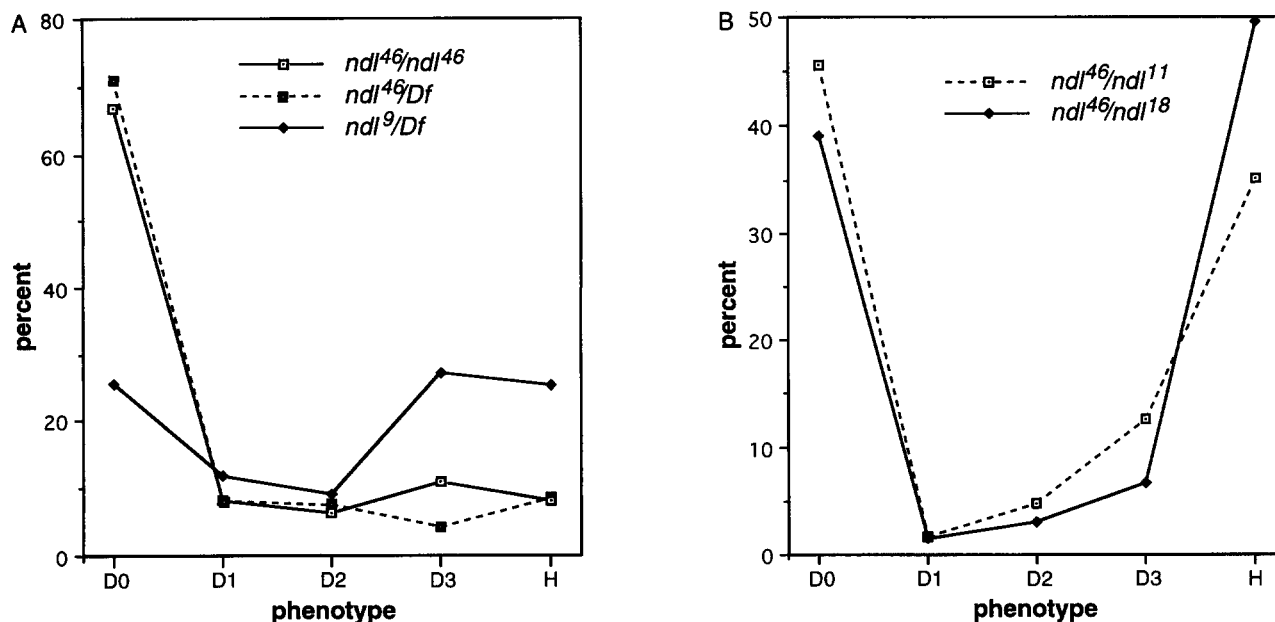 A
80
60
40
20
0
percent
ndl46/ndl46
ndl46/Df
ndl9/Df
D0 D1 D2 D3 H
phenotype
B
50
40
30
20
10
0
percent
ndl46/ndl11
ndl46/ndl18
D0 D1 D2 D3 H
phenotype